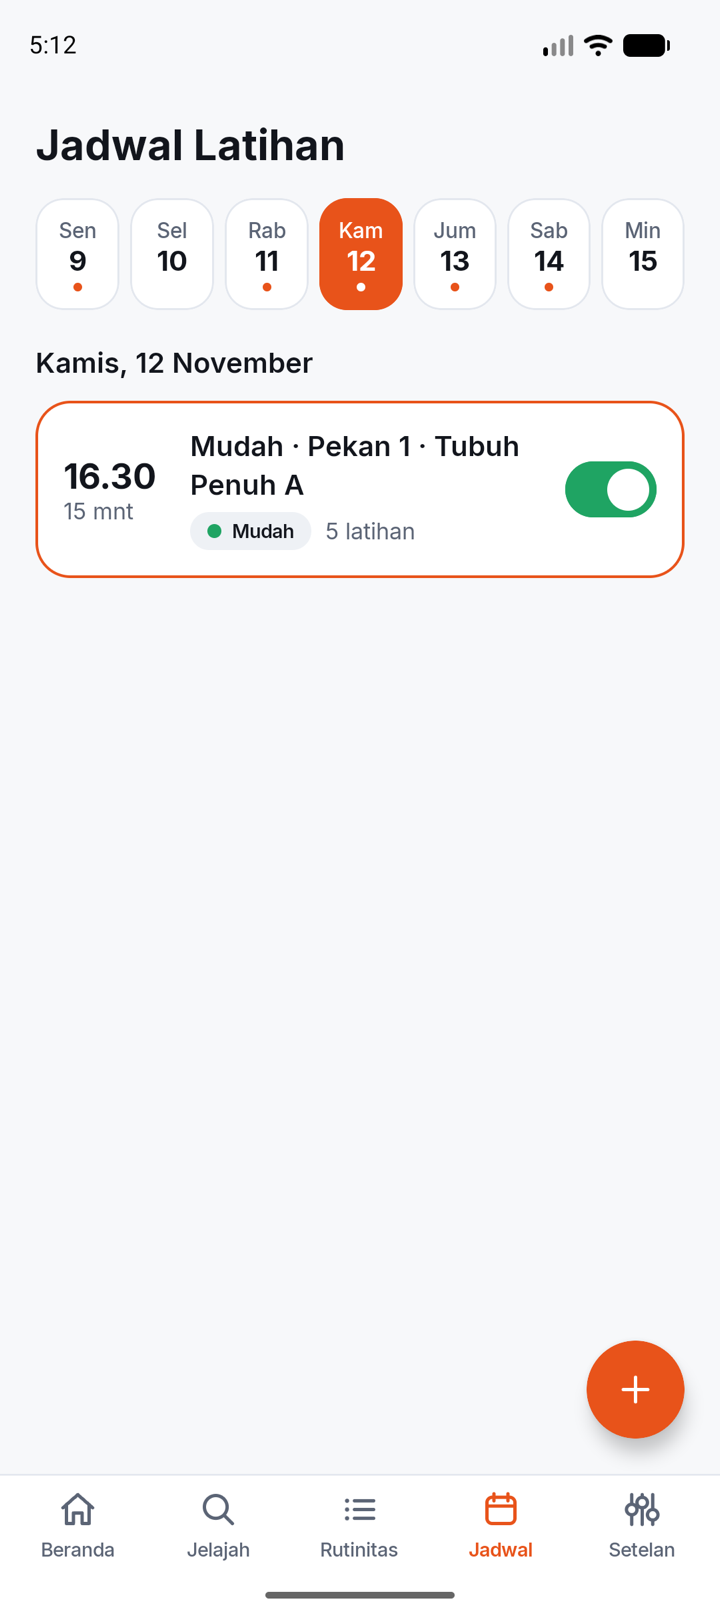 5:12
Jadwal Latihan
Sen Sel Rab Kam Jum Sab Min
9 10 11 12 13 14 15
Kamis, 12 November
16.30
15 mnt
Mudah · Pekan 1 · Tubuh
Penuh A
Mudah 5 latihan
Beranda Jelajah Rutinitas Jadwal Setelan